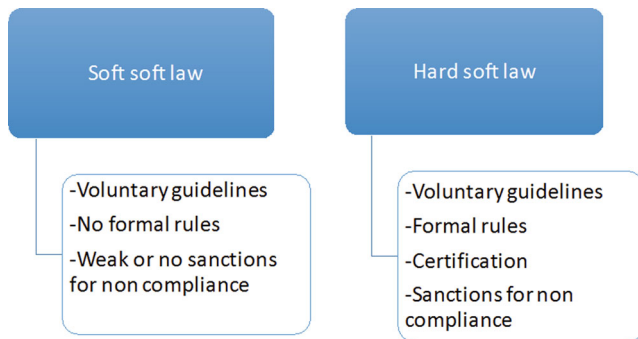 Soft soft law
-Voluntary guidelines
-No formal rules
-Weak or no sanctions
for non compliance
Hard soft law
-Voluntary guidelines
-Formal rules
-Certification
-Sanctions for non
compliance